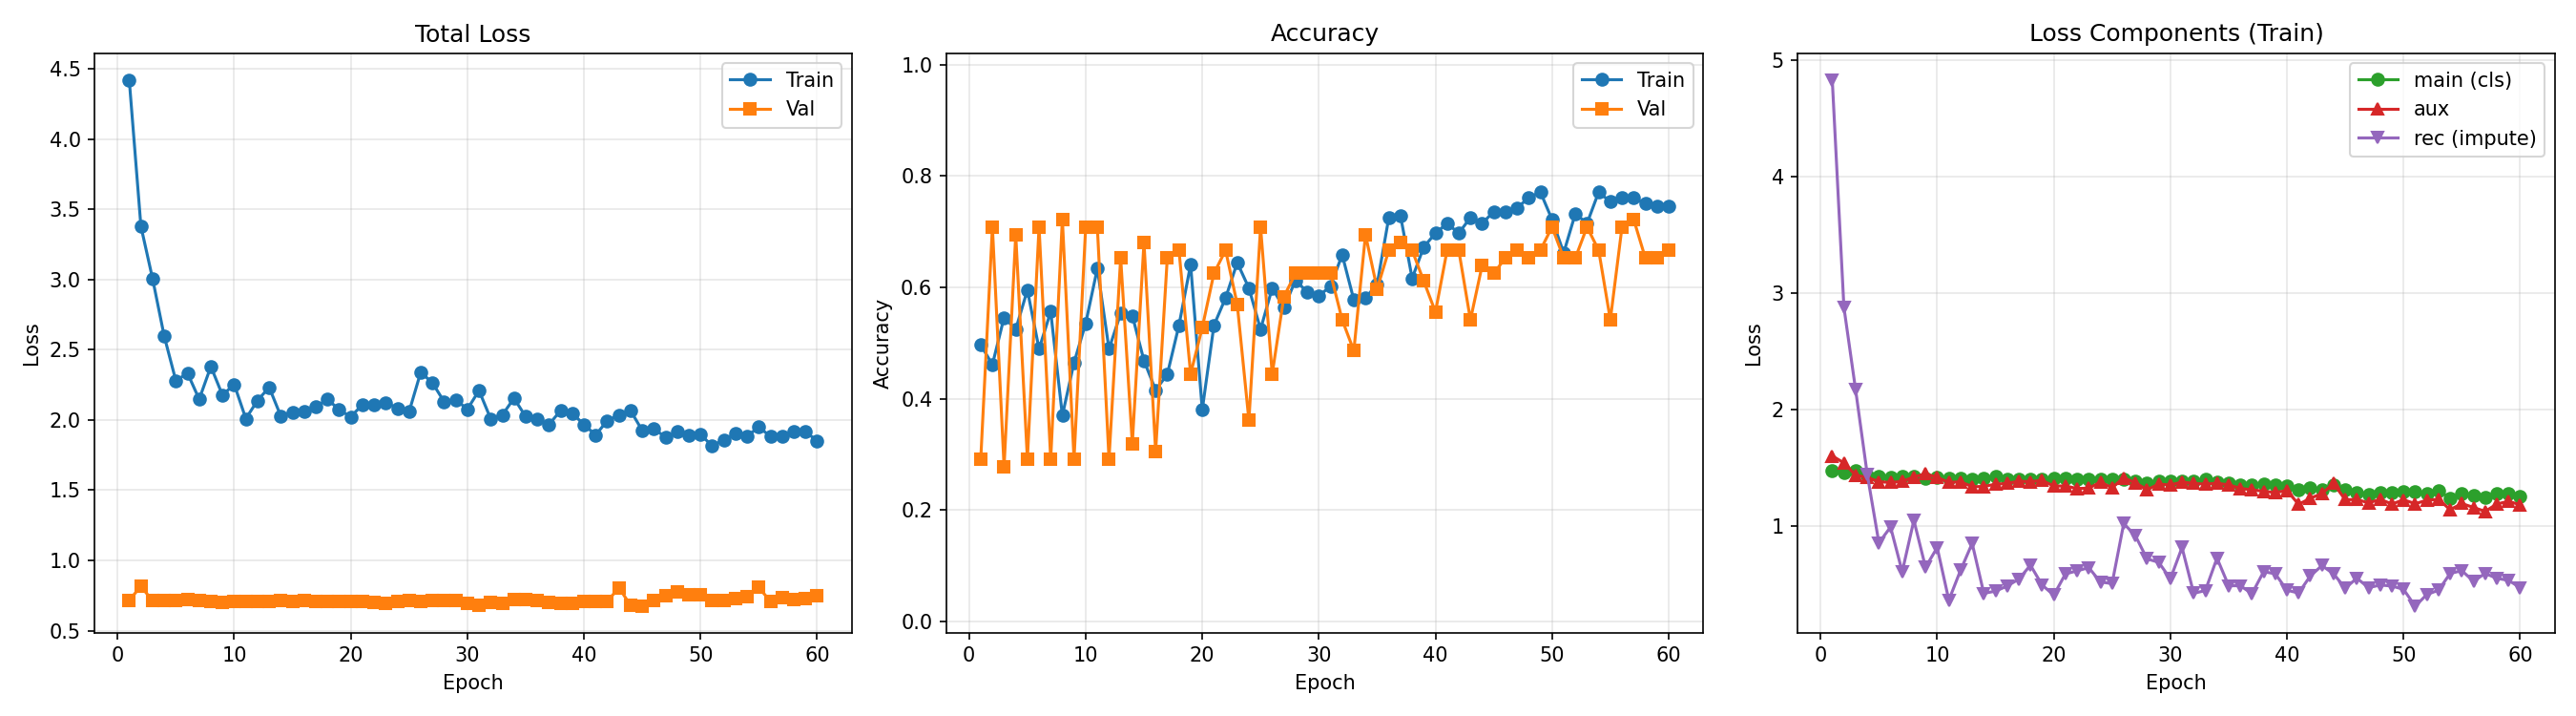 Total Loss
4.5
4.0
3.5
3.0
2.5
2.0
1.5
1.0
0.5
Loss
0 10 20 30 40 50 60
Epoch
Train
Val
Accuracy
1.0
0.8
0.6
0.4
0.2
0.0
Accuracy
0 10 20 30 40 50 60
Epoch
Train
Val
Loss Components (Train)
5
4
3
2
1
Loss
0 10 20 30 40 50 60
Epoch
main (cls)
aux
rec (impute)